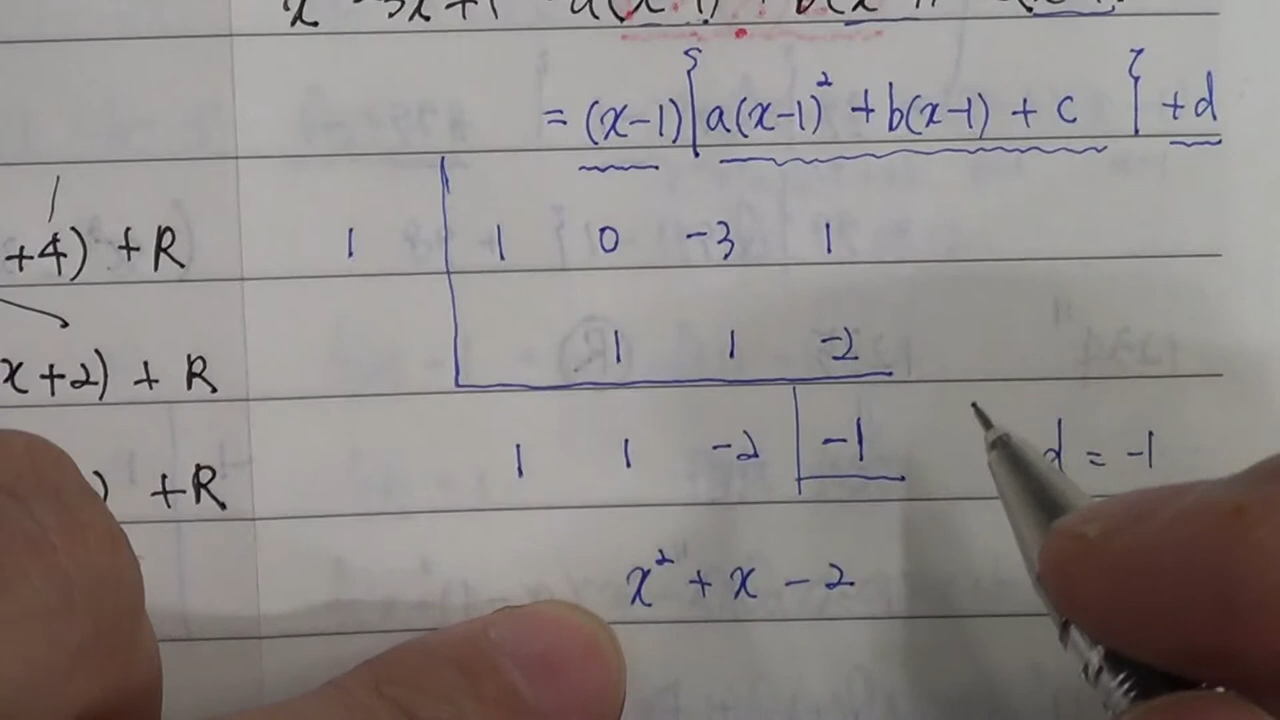 = (x-1){a(x-1)² + b(x-1) + c } + d
+4) + R
1 1 0 -3 1
1 1 -2
x+2) + R
1 1 -2 -1 d = -1
) + R
x² + x - 2